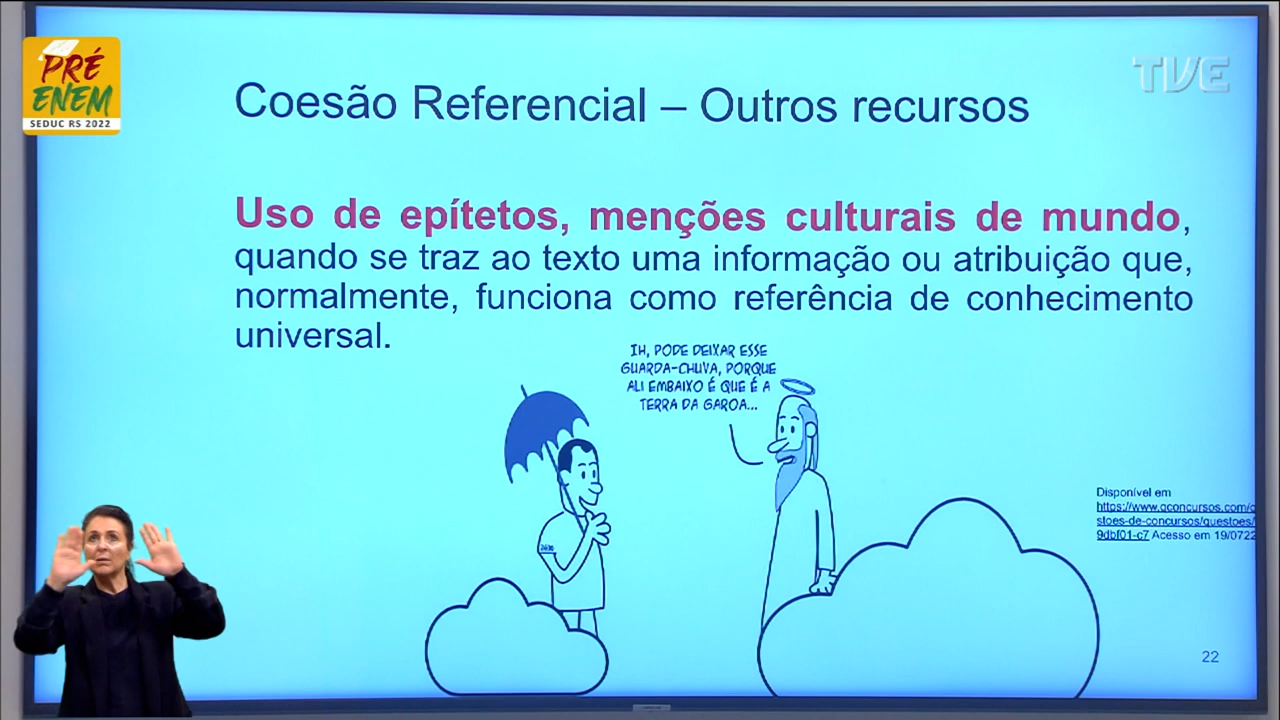 PRÉ
ENEM
SEDUC RS 2022
TVE
Coesão Referencial – Outros recursos
Uso de epítetos, menções culturais de mundo,
quando se traz ao texto uma informação ou atribuição que,
normalmente, funciona como referência de conhecimento
universal.
IH, PODE DEIXAR ESSE
GUARDA-CHUVA, PORQUE
ALI EMBAIXO É QUE É A
TERRA DA GAROA...
Disponível em
https://www.qconcursos.com/q
stoes-de-concursos/questoes/
9dbf01-c7 Acesso em 19/0722
22